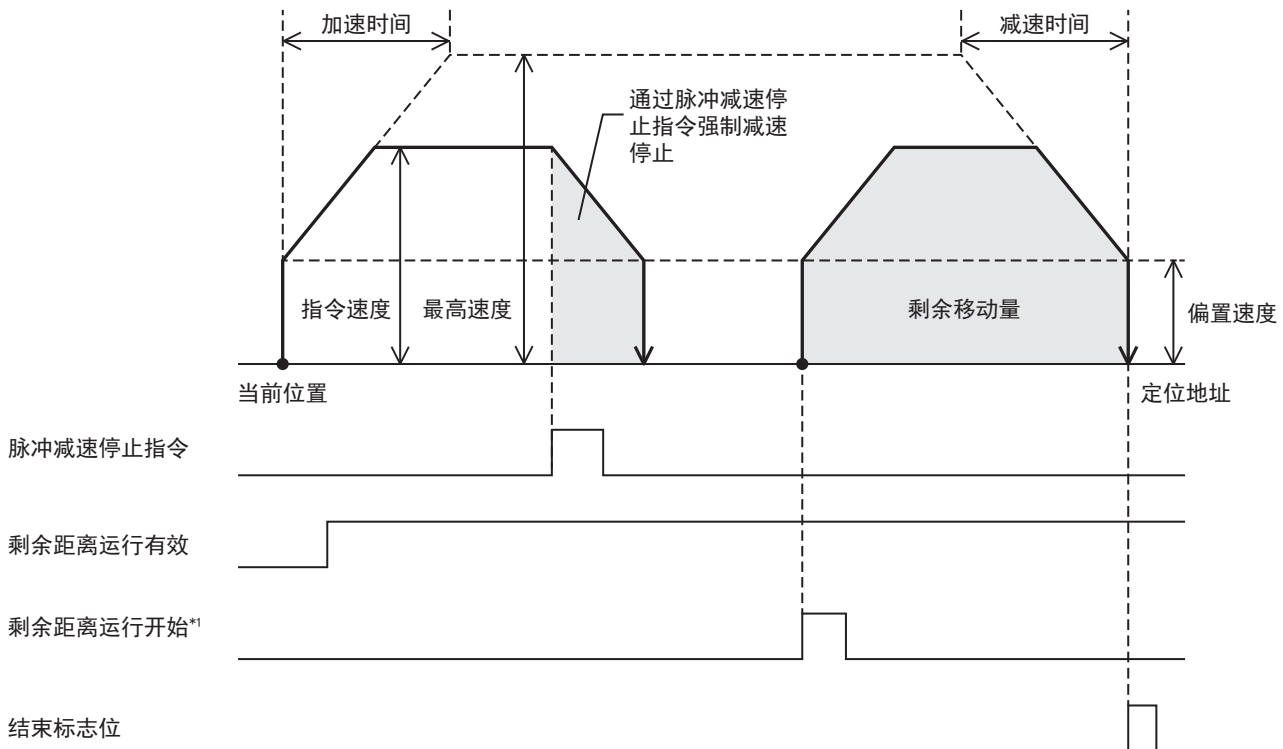 加速时间
减速时间
通过脉冲减速停
止指令强制减速
停止
指令速度
最高速度
剩余移动量
偏置速度
当前位置
定位地址
脉冲减速停止指令
剩余距离运行有效
剩余距离运行开始*1
结束标志位